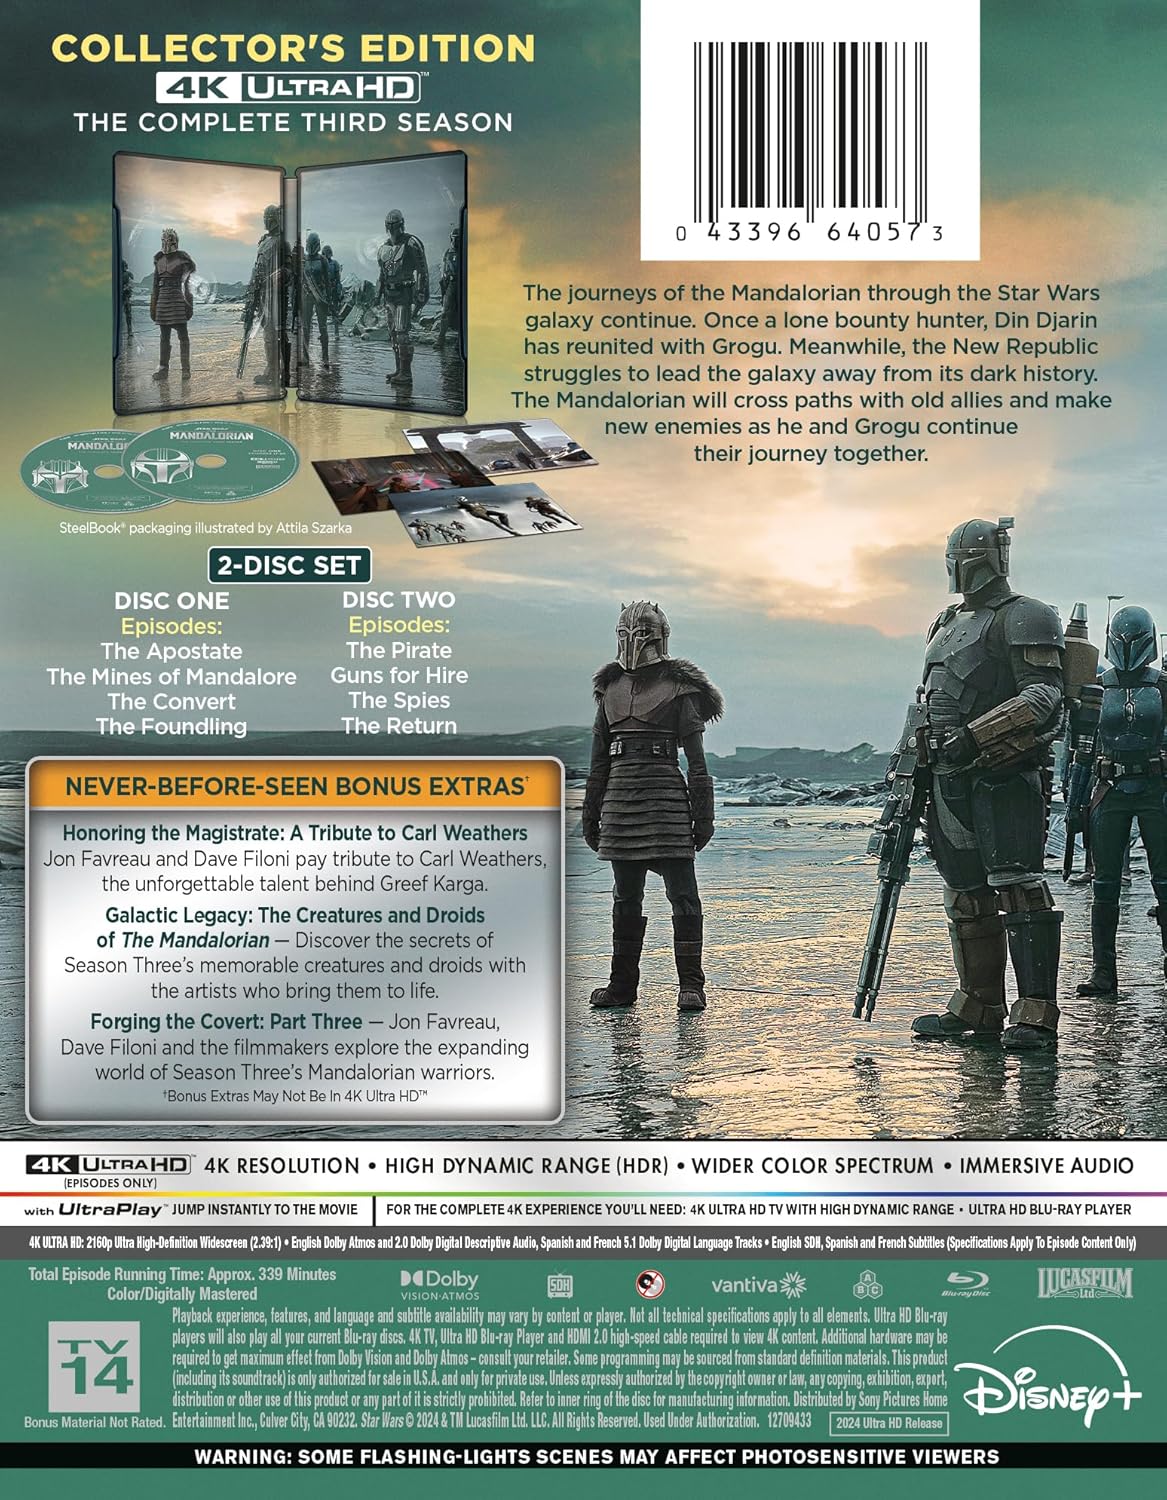 COLLECTOR'S EDITION
4K ULTRA HD™
THE COMPLETE THIRD SEASON
0 43396 64057 3
The journeys of the Mandalorian through the Star Wars
galaxy continue. Once a lone bounty hunter, Din Djarin
has reunited with Grogu. Meanwhile, the New Republic
struggles to lead the galaxy away from its dark history.
The Mandalorian will cross paths with old allies and make
new enemies as he and Grogu continue
their journey together.
MANDALOR
MANDALORIAN
SteelBook® packaging illustrated by Attila Szarka
2-DISC SET
DISC ONE
Episodes:
The Apostate
The Mines of Mandalore
The Convert
The Foundling
DISC TWO
Episodes:
The Pirate
Guns for Hire
The Spies
The Return
NEVER-BEFORE-SEEN BONUS EXTRAS†
Honoring the Magistrate: A Tribute to Carl Weathers
Jon Favreau and Dave Filoni pay tribute to Carl Weathers,
the unforgettable talent behind Greef Karga.
Galactic Legacy: The Creatures and Droids
of The Mandalorian — Discover the secrets of
Season Three's memorable creatures and droids with
the artists who bring them to life.
Forging the Covert: Part Three — Jon Favreau,
Dave Filoni and the filmmakers explore the expanding
world of Season Three's Mandalorian warriors.
†Bonus Extras May Not Be In 4K Ultra HD™
4K ULTRA HD™ 4K RESOLUTION • HIGH DYNAMIC RANGE (HDR) • WIDER COLOR SPECTRUM • IMMERSIVE AUDIO
(EPISODES ONLY)
with UltraPlay™ JUMP INSTANTLY TO THE MOVIE
FOR THE COMPLETE 4K EXPERIENCE YOU'LL NEED: 4K ULTRA HD TV WITH HIGH DYNAMIC RANGE • ULTRA HD BLU-RAY PLAYER
4K ULTRA HD: 2160p Ultra High-Definition Widescreen (2.39:1) • English Dolby Atmos and 2.0 Dolby Digital Descriptive Audio, Spanish and French 5.1 Dolby Digital Language Tracks • English SDH, Spanish and French Subtitles (Specifications Apply To Episode Content Only)
Total Episode Running Time: Approx. 339 Minutes
Color/Digitally Mastered
Dolby
VISION·ATMOS
SDH
vantiva
A
B C
Blu-ray Disc
LUCASFILM
Ltd
Playback experience, features, and language and subtitle availability may vary by content or player. Not all technical specifications apply to all elements. Ultra HD Blu-ray
players will also play all your current Blu-ray discs. 4K TV, Ultra HD Blu-ray Player and HDMI 2.0 high-speed cable required to view 4K content. Additional hardware may be
required to get maximum effect from Dolby Vision and Dolby Atmos – consult your retailer. Some programming may be sourced from standard definition materials. This product
(including its soundtrack) is only authorized for sale in U.S.A. and only for private use. Unless expressly authorized by the copyright owner or law, any copying, exhibition, export,
distribution or other use of this product or any part of it is strictly prohibited. Refer to inner ring of the disc for manufacturing information. Distributed by Sony Pictures Home
Entertainment Inc., Culver City, CA 90232. Star Wars © 2024 & TM Lucasfilm Ltd. LLC. All Rights Reserved. Used Under Authorization. 12709433
2024 Ultra HD Release
TV
14
Bonus Material Not Rated.
Disney+
WARNING: SOME FLASHING-LIGHTS SCENES MAY AFFECT PHOTOSENSITIVE VIEWERS